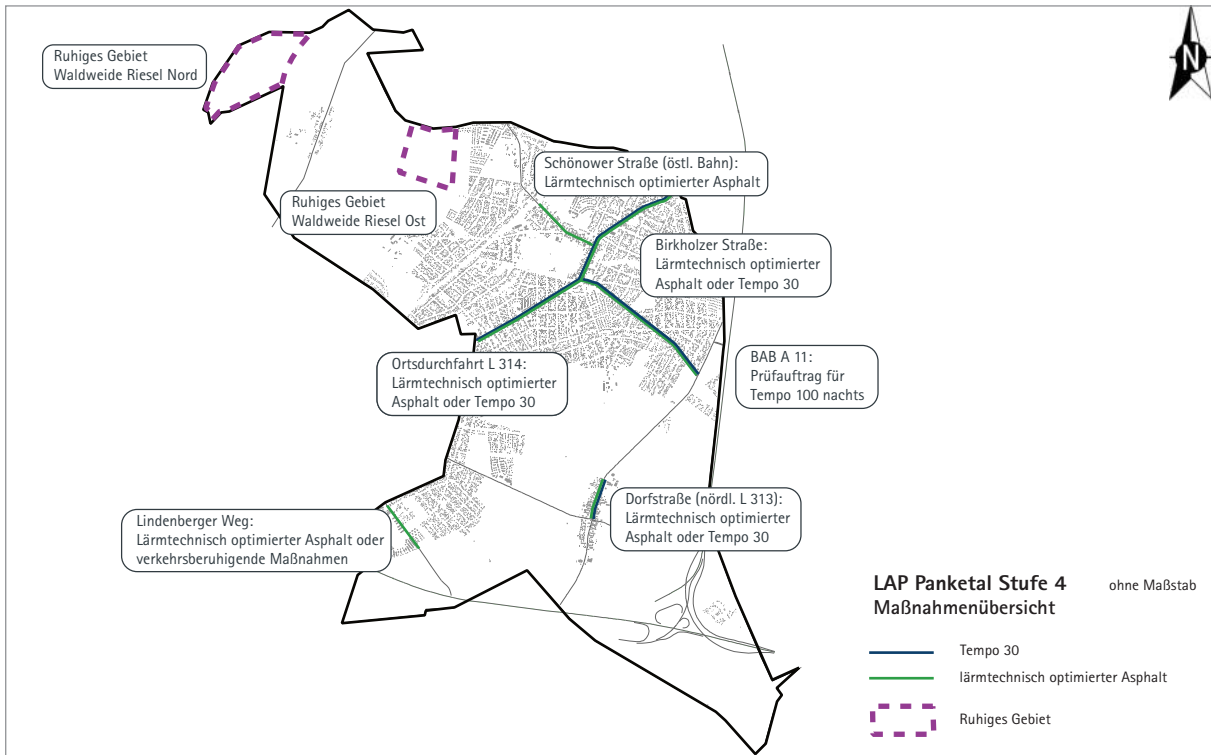 N
Ruhiges Gebiet
Waldweide Riesel Nord
Schönower Straße (östl. Bahn):
Lärmtechnisch optimierter Asphalt
Ruhiges Gebiet
Waldweide Riesel Ost
Birkholzer Straße:
Lärmtechnisch optimierter
Asphalt oder Tempo 30
Ortsdurchfahrt L 314:
Lärmtechnisch optimierter
Asphalt oder Tempo 30
BAB A 11:
Prüfauftrag für
Tempo 100 nachts
Lindenberger Weg:
Lärmtechnisch optimierter Asphalt oder
verkehrsberuhigende Maßnahmen
Dorfstraße (nördl. L 313):
Lärmtechnisch optimierter
Asphalt oder Tempo 30
LAP Panketal Stufe 4 ohne Maßstab
Maßnahmenübersicht
Tempo 30
lärmtechnisch optimierter Asphalt
Ruhiges Gebiet